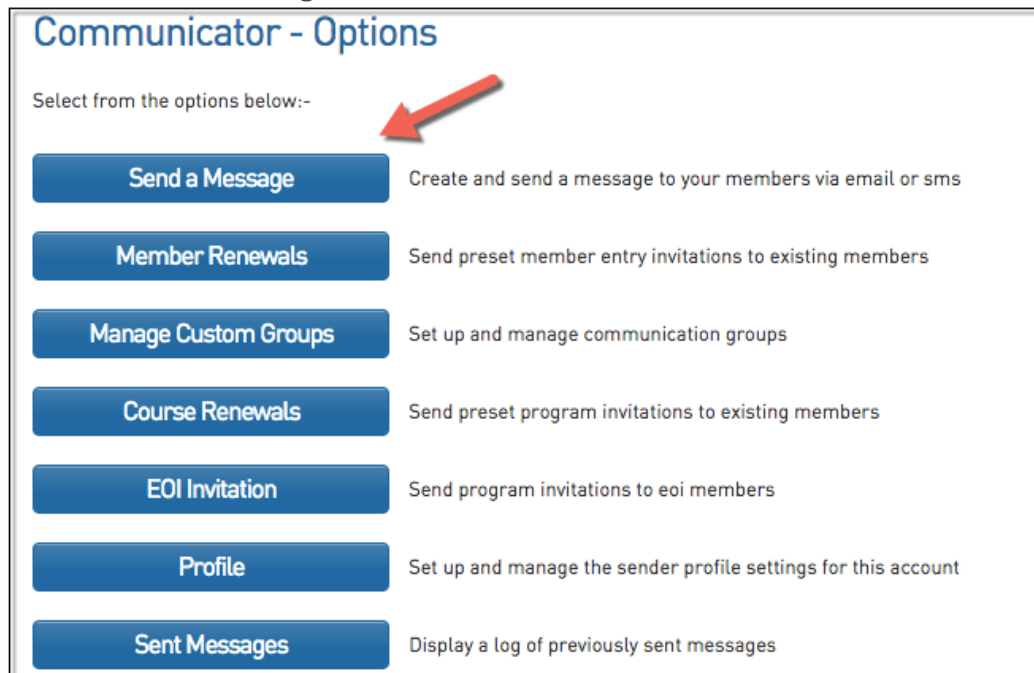 Communicator - Options
Select from the options below:-
Send a Message Create and send a message to your members via email or sms
Member Renewals Send preset member entry invitations to existing members
Manage Custom Groups Set up and manage communication groups
Course Renewals Send preset program invitations to existing members
EOI Invitation Send program invitations to eoi members
Profile Set up and manage the sender profile settings for this account
Sent Messages Display a log of previously sent messages